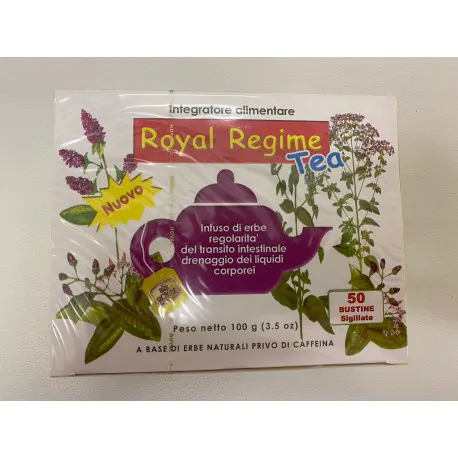 Integratore alimentare
Royal Regime
Tea
Nuovo
Infuso di erbe
regolarita'
del transito intestinale
drenaggio dei liquidi
corporei
50
BUSTINE
Sigillate
Peso netto 100 g (3.5 oz)
A BASE DI ERBE NATURALI PRIVO DI CAFFEINA